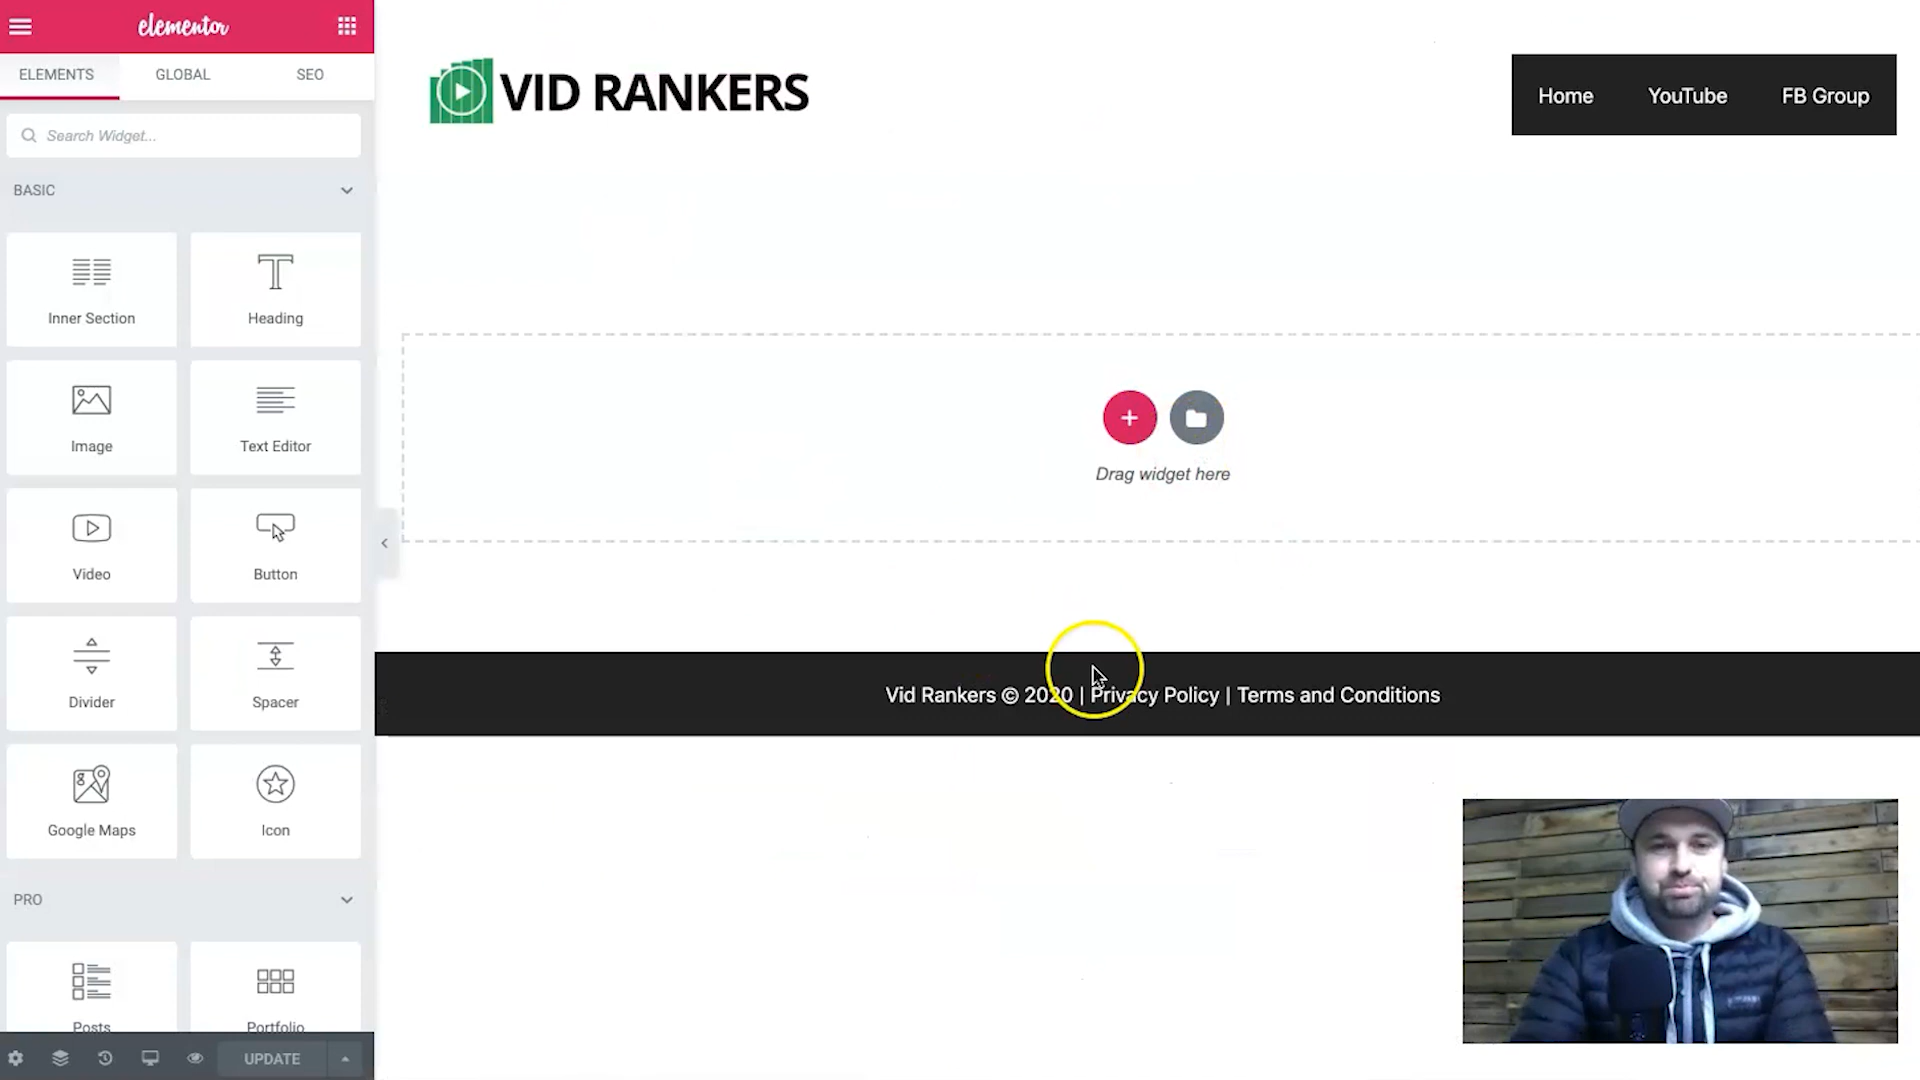 elementor
ELEMENTS GLOBAL SEO
Search Widget...
BASIC
Inner Section Heading
Image Text Editor
Video Button
Divider Spacer
Google Maps Icon
PRO
Posts Portfolio
UPDATE
VID RANKERS
Home YouTube FB Group
Drag widget here
Vid Rankers © 2020 | Privacy Policy | Terms and Conditions